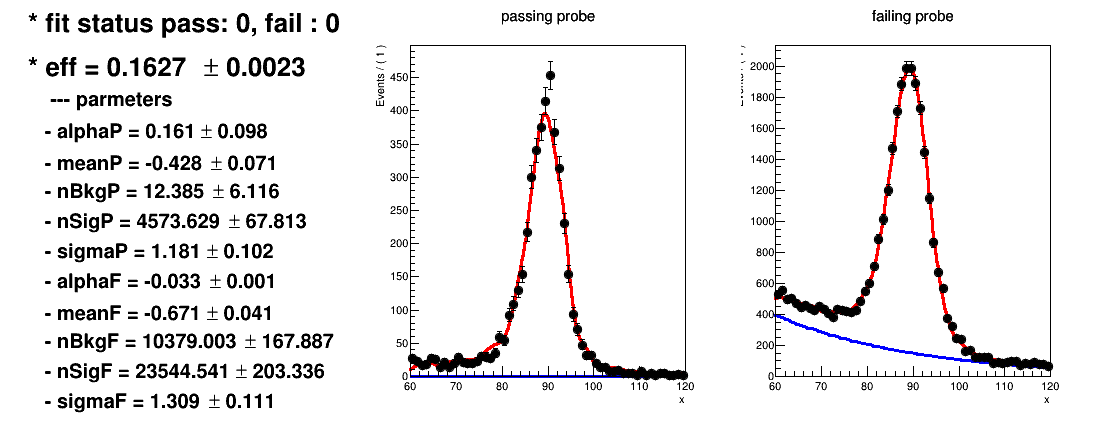 * fit status pass: 0, fail : 0
* eff = 0.1627 ± 0.0023
--- parmeters
- alphaP = 0.161 ± 0.098
- meanP = -0.428 ± 0.071
- nBkgP = 12.385 ± 6.116
- nSigP = 4573.629 ± 67.813
- sigmaP = 1.181 ± 0.102
- alphaF = -0.033 ± 0.001
- meanF = -0.671 ± 0.041
- nBkgF = 10379.003 ± 167.887
- nSigF = 23544.541 ± 203.336
- sigmaF = 1.309 ± 0.111
passing probe
Events / ( 1 )
450
400
350
300
250
200
150
100
50
0
60 70 80 90 100 110 120
x
failing probe
2000
1800
1600
1400
1200
1000
800
600
400
200
0
60 70 80 90 100 110 120
x